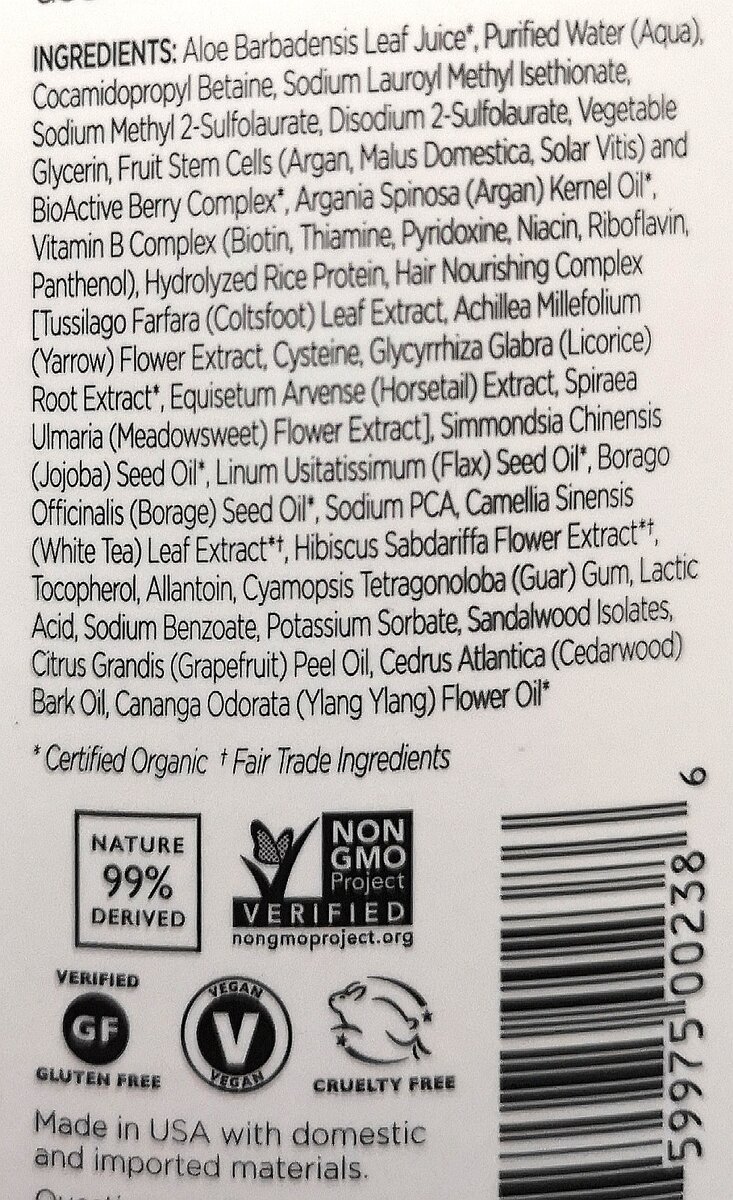 INGREDIENTS: Aloe Barbadensis Leaf Juice*, Purified Water (Aqua),
Cocamidopropyl Betaine, Sodium Lauroyl Methyl Isethionate,
Sodium Methyl 2-Sulfolaurate, Disodium 2-Sulfolaurate, Vegetable
Glycerin, Fruit Stem Cells (Argan, Malus Domestica, Solar Vitis) and
BioActive Berry Complex*, Argania Spinosa (Argan) Kernel Oil*,
Vitamin B Complex (Biotin, Thiamine, Pyridoxine, Niacin, Riboflavin,
Panthenol), Hydrolyzed Rice Protein, Hair Nourishing Complex
[Tussilago Farfara (Coltsfoot) Leaf Extract, Achillea Millefolium
(Yarrow) Flower Extract, Cysteine, Glycyrrhiza Glabra (Licorice)
Root Extract*, Equisetum Arvense (Horsetail) Extract, Spiraea
Ulmaria (Meadowsweet) Flower Extract], Simmondsia Chinensis
(Jojoba) Seed Oil*, Linum Usitatissimum (Flax) Seed Oil*, Borago
Officinalis (Borage) Seed Oil*, Sodium PCA, Camellia Sinensis
(White Tea) Leaf Extract*†, Hibiscus Sabdariffa Flower Extract*†,
Tocopherol, Allantoin, Cyamopsis Tetragonoloba (Guar) Gum, Lactic
Acid, Sodium Benzoate, Potassium Sorbate, Sandalwood Isolates,
Citrus Grandis (Grapefruit) Peel Oil, Cedrus Atlantica (Cedarwood)
Bark Oil, Cananga Odorata (Ylang Ylang) Flower Oil*
* Certified Organic † Fair Trade Ingredients
NATURE
99%
DERIVED
NON
GMO
Project
VERIFIED
nongmoproject.org
VERIFIED
GF
GLUTEN FREE
VEGAN
V
VEGAN
CRUELTY FREE
Made in USA with domestic
and imported materials.
59975 00238 6